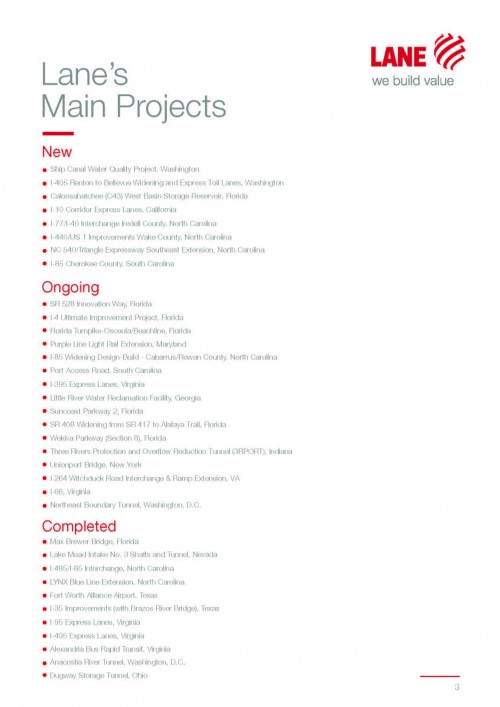 LANE
we build value
Lane's
Main Projects
New
Ship Canal Water Quality Project, Washington
I-405 Renton to Bellevue Widening and Express Toll Lanes, Washington
Caloosahatchee (C43) West Basin Storage Reservoir, Florida
I-10 Corridor Express Lanes, California
I-77/I-40 Interchange Iredell County, North Carolina
I-440/US 1 Improvements Wake County, North Carolina
NC 540/Triangle Expressway Southeast Extension, North Carolina
I-85 Cherokee County, South Carolina
Ongoing
SR 528 Innovation Way, Florida
I-4 Ultimate Improvement Project, Florida
Florida Turnpike-Osceola/Beachline, Florida
Purple Line Light Rail Extension, Maryland
I-85 Widening Design-Build - Cabarrus/Rowan County, North Carolina
Port Access Road, South Carolina
I-395 Express Lanes, Virginia
Little River Water Reclamation Facility, Georgia
Suncoast Parkway 2, Florida
SR 408 Widening from SR 417 to Alafaya Trail, Florida
Wekiva Parkway (Section 8), Florida
Three Rivers Protection and Overflow Reduction Tunnel (3RPORT), Indiana
Unionport Bridge, New York
I-264 Witchduck Road Interchange & Ramp Extension, VA
I-66, Virginia
Northeast Boundary Tunnel, Washington, D.C.
Completed
Max Brewer Bridge, Florida
Lake Mead Intake No. 3 Shafts and Tunnel, Nevada
I-485/I-85 Interchange, North Carolina
LYNX Blue Line Extension, North Carolina
Fort Worth Alliance Airport, Texas
I-35 Improvements (with Brazos River Bridge), Texas
I-95 Express Lanes, Virginia
I-495 Express Lanes, Virginia
Alexandria Bus Rapid Transit, Virginia
Anacostia River Tunnel, Washington, D.C.
Dugway Storage Tunnel, Ohio
3